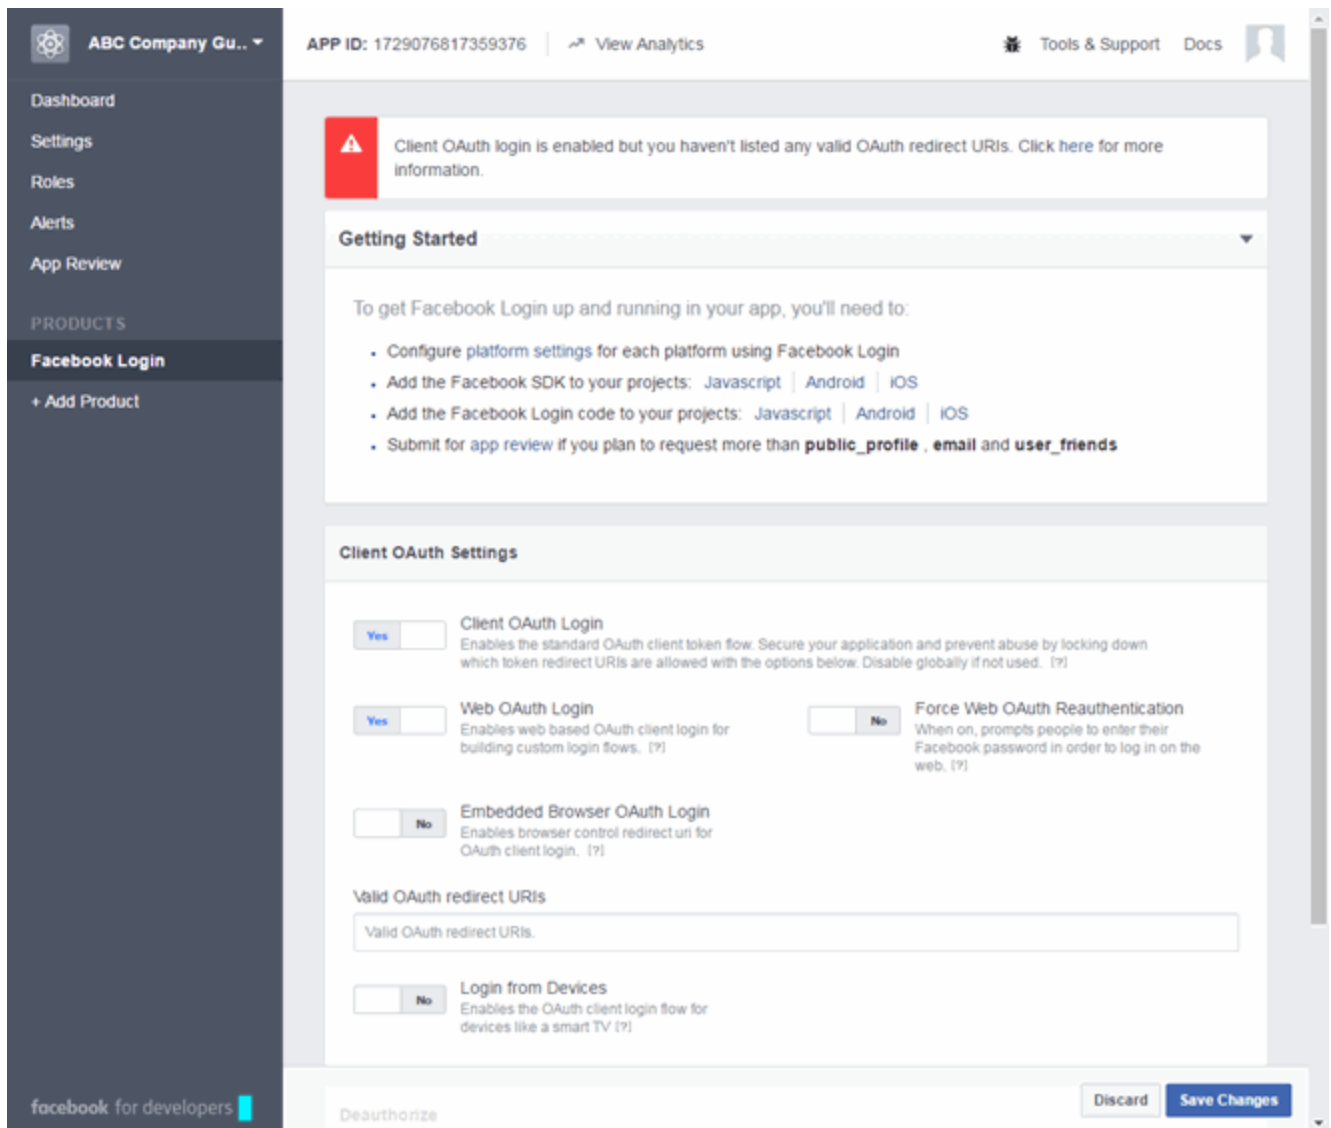 ABC Company Gu..
APP ID: 1729076817359376
View Analytics
Tools & Support
Docs
Dashboard
Settings
Roles
Alerts
App Review
PRODUCTS
Facebook Login
+ Add Product
facebook for developers
Client OAuth login is enabled but you haven't listed any valid OAuth redirect URIs. Click here for more
information.
Getting Started
To get Facebook Login up and running in your app, you'll need to:
Configure platform settings for each platform using Facebook Login
Add the Facebook SDK to your projects: Javascript Android iOS
Add the Facebook Login code to your projects: Javascript Android iOS
Submit for app review if you plan to request more than public_profile , email and user_friends
Client OAuth Settings
Yes
Client OAuth Login
Enables the standard OAuth client token flow. Secure your application and prevent abuse by locking down
which token redirect URIs are allowed with the options below. Disable globally if not used. [?]
Yes
Web OAuth Login
Enables web based OAuth client login for
building custom login flows. [?]
No
Force Web OAuth Reauthentication
When on, prompts people to enter their
Facebook password in order to log in on the
web. [?]
No
Embedded Browser OAuth Login
Enables browser control redirect uri for
OAuth client login. [?]
Valid OAuth redirect URIs
Valid OAuth redirect URIs.
No
Login from Devices
Enables the OAuth client login flow for
devices like a smart TV [?]
Deauthorize
Discard
Save Changes